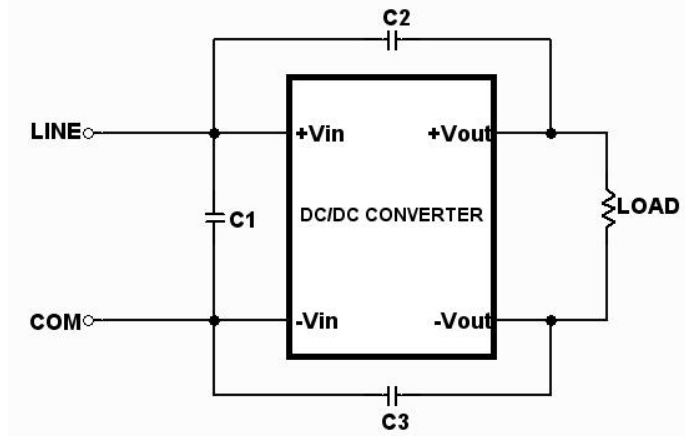 C2
LINE
+Vin
+Vout
C1
DC/DC CONVERTER
LOAD
COM
-Vin
-Vout
C3